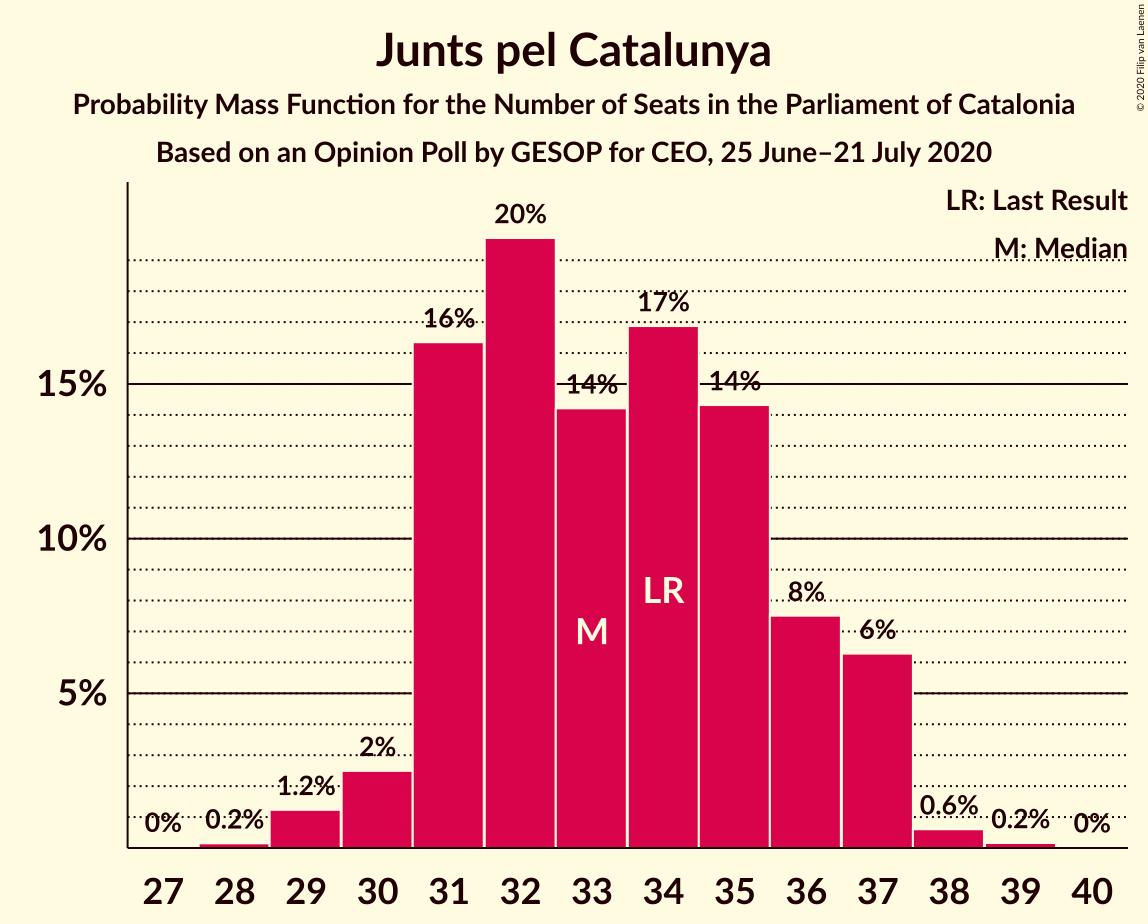 Junts pel Catalunya
Probability Mass Function for the Number of Seats in the Parliament of Catalonia
Based on an Opinion Poll by GESOP for CEO, 25 June–21 July 2020
© 2020 Filip van Laenen
LR: Last Result
M: Median
20%
17%
16%
15%
14%
14%
10%
8%
LR
M
6%
5%
2%
1.2%
0.6%
0%
0.2%
0.2%
0%
27 28 29 30 31 32 33 34 35 36 37 38 39 40